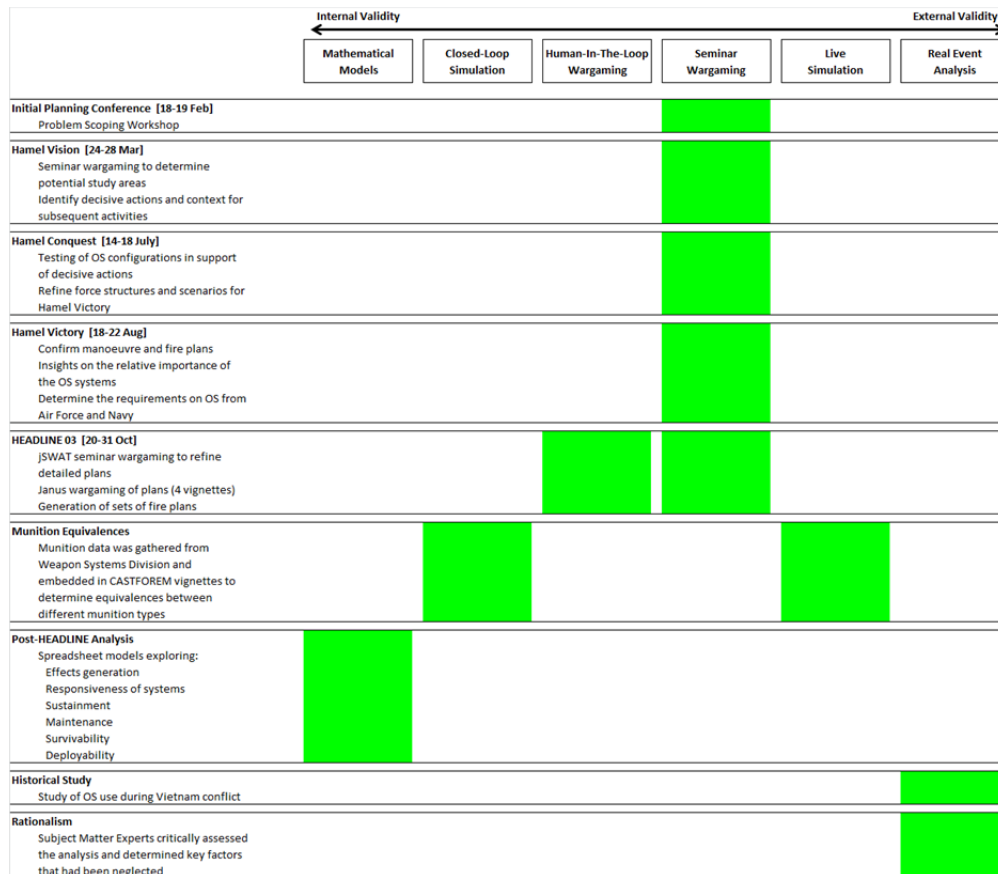 Internal Validity External Validity
Mathematical Models
Closed-Loop Simulation
Human-In-The-Loop Wargaming
Seminar Wargaming
Live Simulation
Real Event Analysis
Initial Planning Conference [18-19 Feb]
Problem Scoping Workshop
Hamel Vision [24-28 Mar]
Seminar wargaming to determine
potential study areas
Identify decisive actions and context for
subsequent activities
Hamel Conquest [14-18 July]
Testing of OS configurations in support
of decisive actions
Refine force structures and scenarios for
Hamel Victory
Hamel Victory [18-22 Aug]
Confirm manoeuvre and fire plans
Insights on the relative importance of
the OS systems
Determine the requirements on OS from
Air Force and Navy
HEADLINE 03 [20-31 Oct]
jSWAT seminar wargaming to refine
detailed plans
Janus wargaming of plans (4 vignettes)
Generation of sets of fire plans
Munition Equivalences
Munition data was gathered from
Weapon Systems Division and
embedded in CASTFOREM vignettes to
determine equivalences between
different munition types
Post-HEADLINE Analysis
Spreadsheet models exploring:
Effects generation
Responsiveness of systems
Sustainment
Maintenance
Survivability
Deployability
Historical Study
Study of OS use during Vietnam conflict
Rationalism
Subject Matter Experts critically assessed
the analysis and determined key factors
that had been neglected